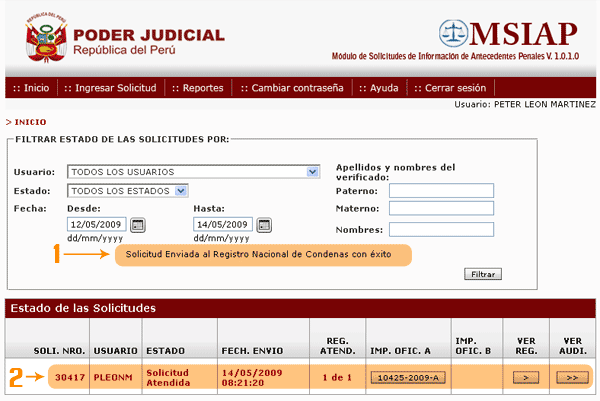 REPÚBLICA DEL PERÚ
PODER JUDICIAL
República del Perú
MSIAP
Módulo de Solicitudes de Información de Antecedentes Penales V. 1.0.1.0
:: Inicio :: Ingresar Solicitud :: Reportes :: Cambiar contraseña :: Ayuda :: Cerrar sesión
Usuario: PETER LEON MARTINEZ
> INICIO
FILTRAR ESTADO DE LAS SOLICITUDES POR:
Usuario: TODOS LOS USUARIOS
Apellidos y nombres del verificado:
Estado: TODOS LOS ESTADOS
Paterno:
Fecha: Desde: Hasta:
Materno:
12/05/2009 14/05/2009
Nombres:
dd/mm/yyyy dd/mm/yyyy
1 Solicitud Enviada al Registro Nacional de Condenas con éxito
Filtrar
Estado de las Solicitudes
SOLI. NRO. USUARIO ESTADO FECH. ENVIO REG. ATEND. IMP. OFIC. A IMP. OFIC. B VER REG. VER AUDI.
2 30417 PLEONM Solicitud Atendida 14/05/2009 08:21:20 1 de 1 10425-2009-A > >>